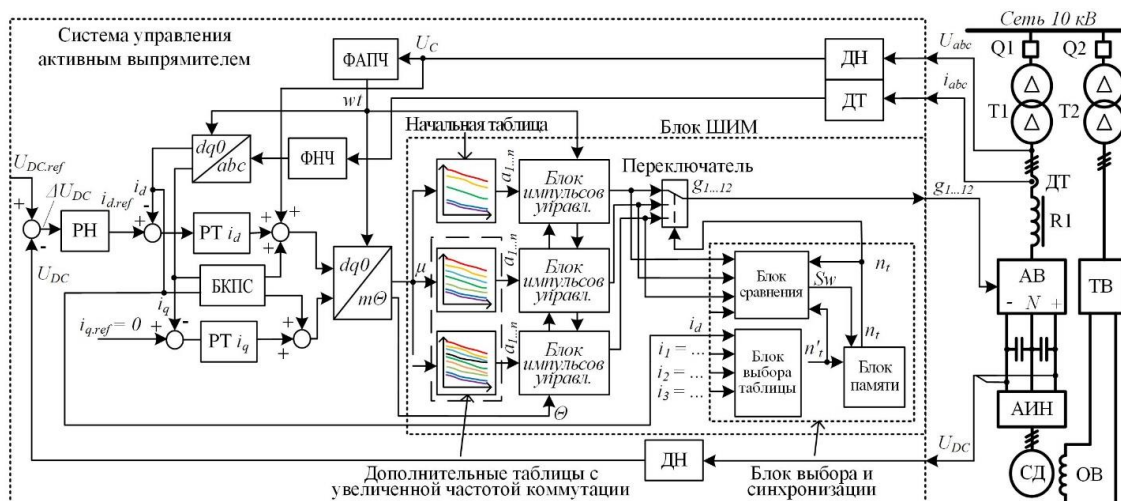 Система управления
активным выпрямителем
ФАПЧ
U_C
ДН
ДТ
U_abc
i_abc
Сеть 10 кВ
Q1
Q2
T1
T2
wt
Начальная таблица
Блок ШИМ
dq0
abc
ФНЧ
a_1...n
Блок
импульсов
управл.
Переключатель
g_1...12
g_1...12
ДТ
R1
U_DC.ref
ΔU_DC
i_d
i_d.ref
РН
РТ i_d
dq0
mΘ
μ
a_1...n
Блок
импульсов
управл.
Блок
сравнения
Sw
n_t
АВ
- N +
ТВ
U_DC
БКПС
i_q
i_q.ref = 0
РТ i_q
a_1...n
Блок
импульсов
управл.
i_d
i_1 = ...
i_2 = ...
i_3 = ...
Блок
выбора
таблицы
n'_t
n_t
Блок
памяти
Θ
АИН
СД
ОВ
U_DC
ДН
Дополнительные таблицы с
увеличенной частотой коммутации
Блок выбора и
синхронизации